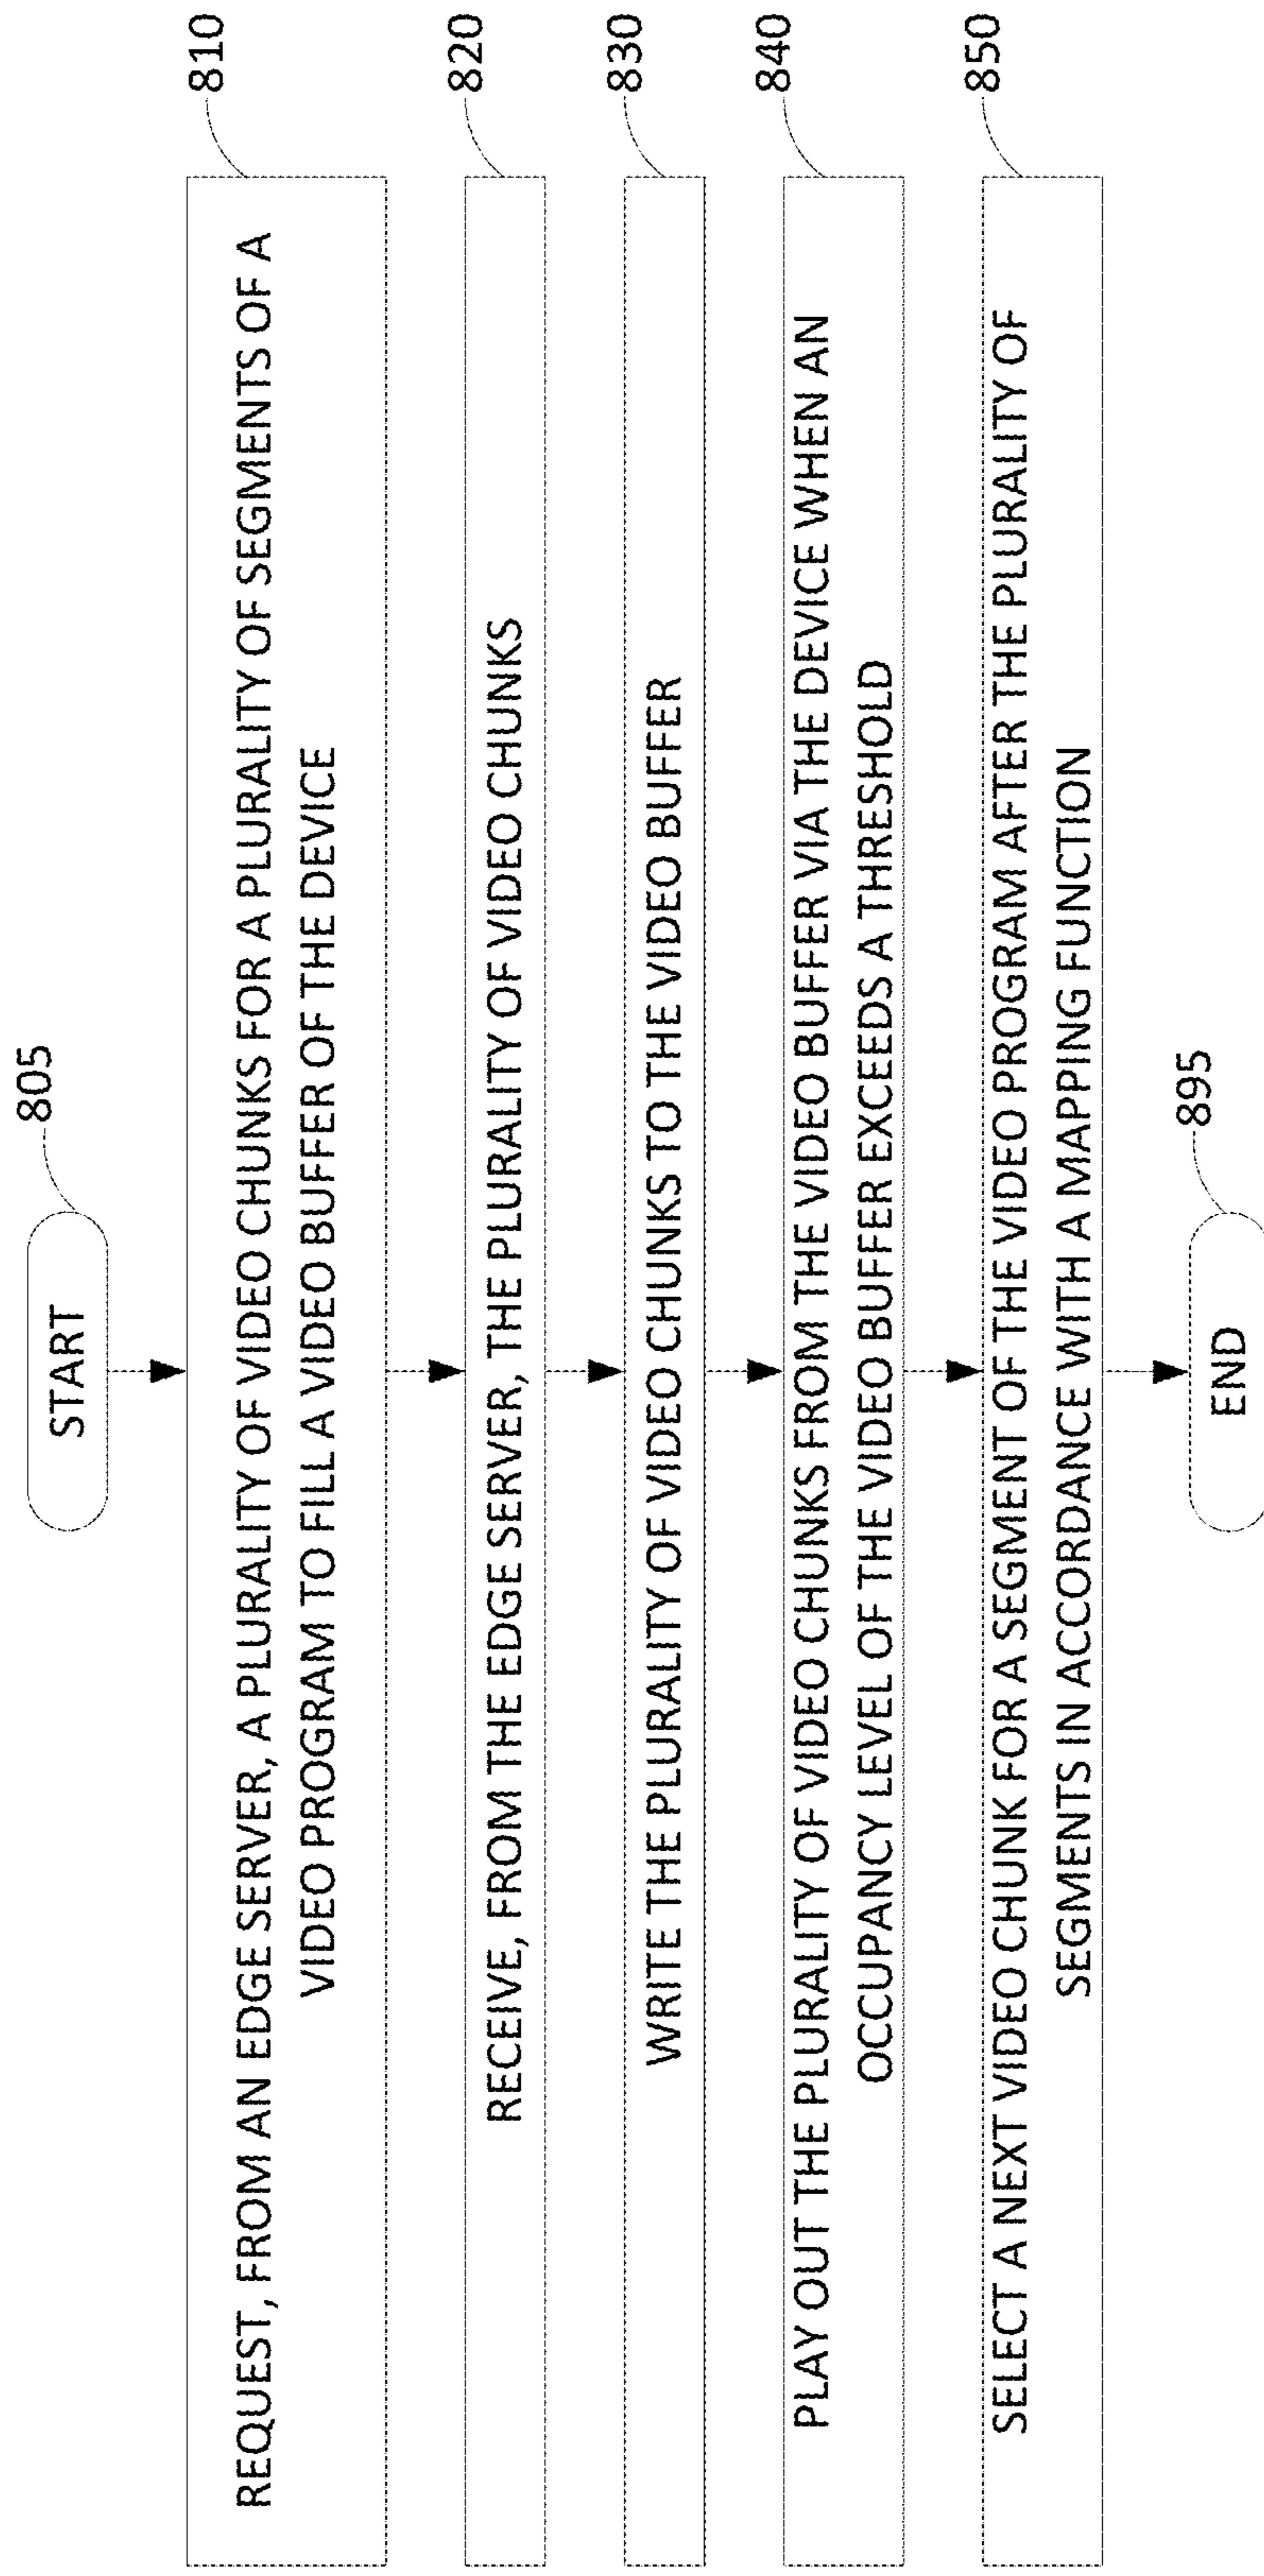 START
805
REQUEST, FROM AN EDGE SERVER, A PLURALITY OF VIDEO CHUNKS FOR A PLURALITY OF SEGMENTS OF A
VIDEO PROGRAM TO FILL A VIDEO BUFFER OF THE DEVICE
810
RECEIVE, FROM THE EDGE SERVER, THE PLURALITY OF VIDEO CHUNKS
820
WRITE THE PLURALITY OF VIDEO CHUNKS TO THE VIDEO BUFFER
830
PLAY OUT THE PLURALITY OF VIDEO CHUNKS FROM THE VIDEO BUFFER VIA THE DEVICE WHEN AN
OCCUPANCY LEVEL OF THE VIDEO BUFFER EXCEEDS A THRESHOLD
840
SELECT A NEXT VIDEO CHUNK FOR A SEGMENT OF THE VIDEO PROGRAM AFTER THE PLURALITY OF
SEGMENTS IN ACCORDANCE WITH A MAPPING FUNCTION
850
END
895